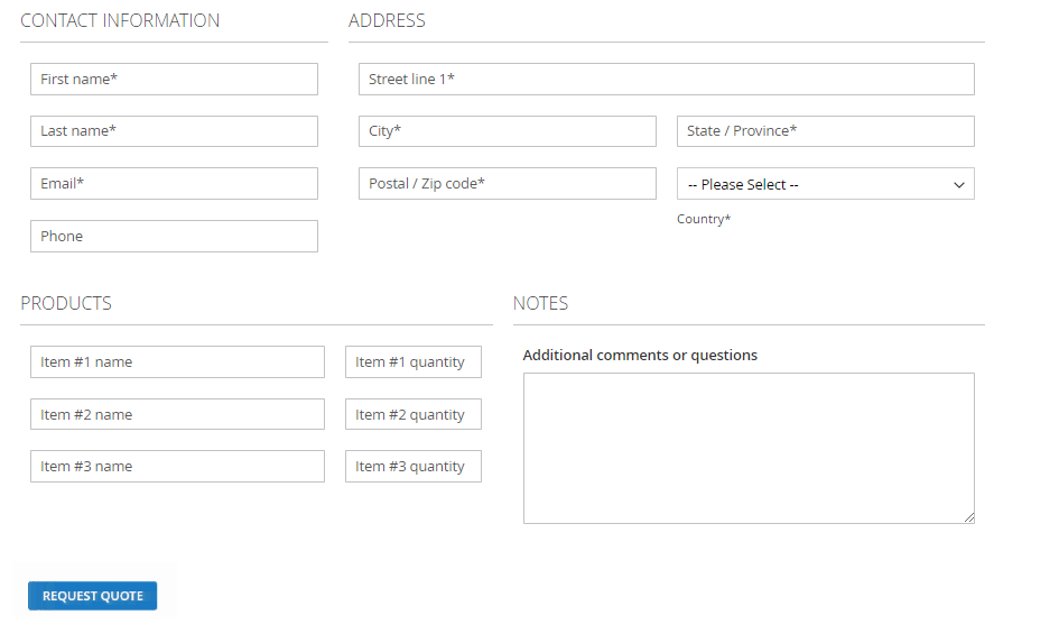 CONTACT INFORMATION
ADDRESS
First name*
Street line 1*
Last name*
City*
State / Province*
Email*
Postal / Zip code*
-- Please Select --
Country*
Phone
PRODUCTS
NOTES
Additional comments or questions
Item #1 name
Item #1 quantity
Item #2 name
Item #2 quantity
Item #3 name
Item #3 quantity
REQUEST QUOTE